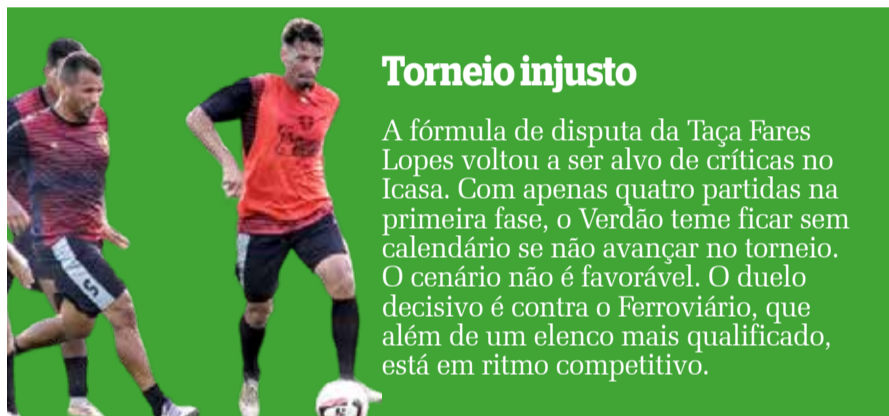 Torneio injusto
A fórmula de disputa da Taça Fares
Lopes voltou a ser alvo de críticas no
Icasa. Com apenas quatro partidas na
primeira fase, o Verdão teme ficar sem
calendário se não avançar no torneio.
O cenário não é favorável. O duelo
decisivo é contra o Ferroviário, que
além de um elenco mais qualificado,
está em ritmo competitivo.